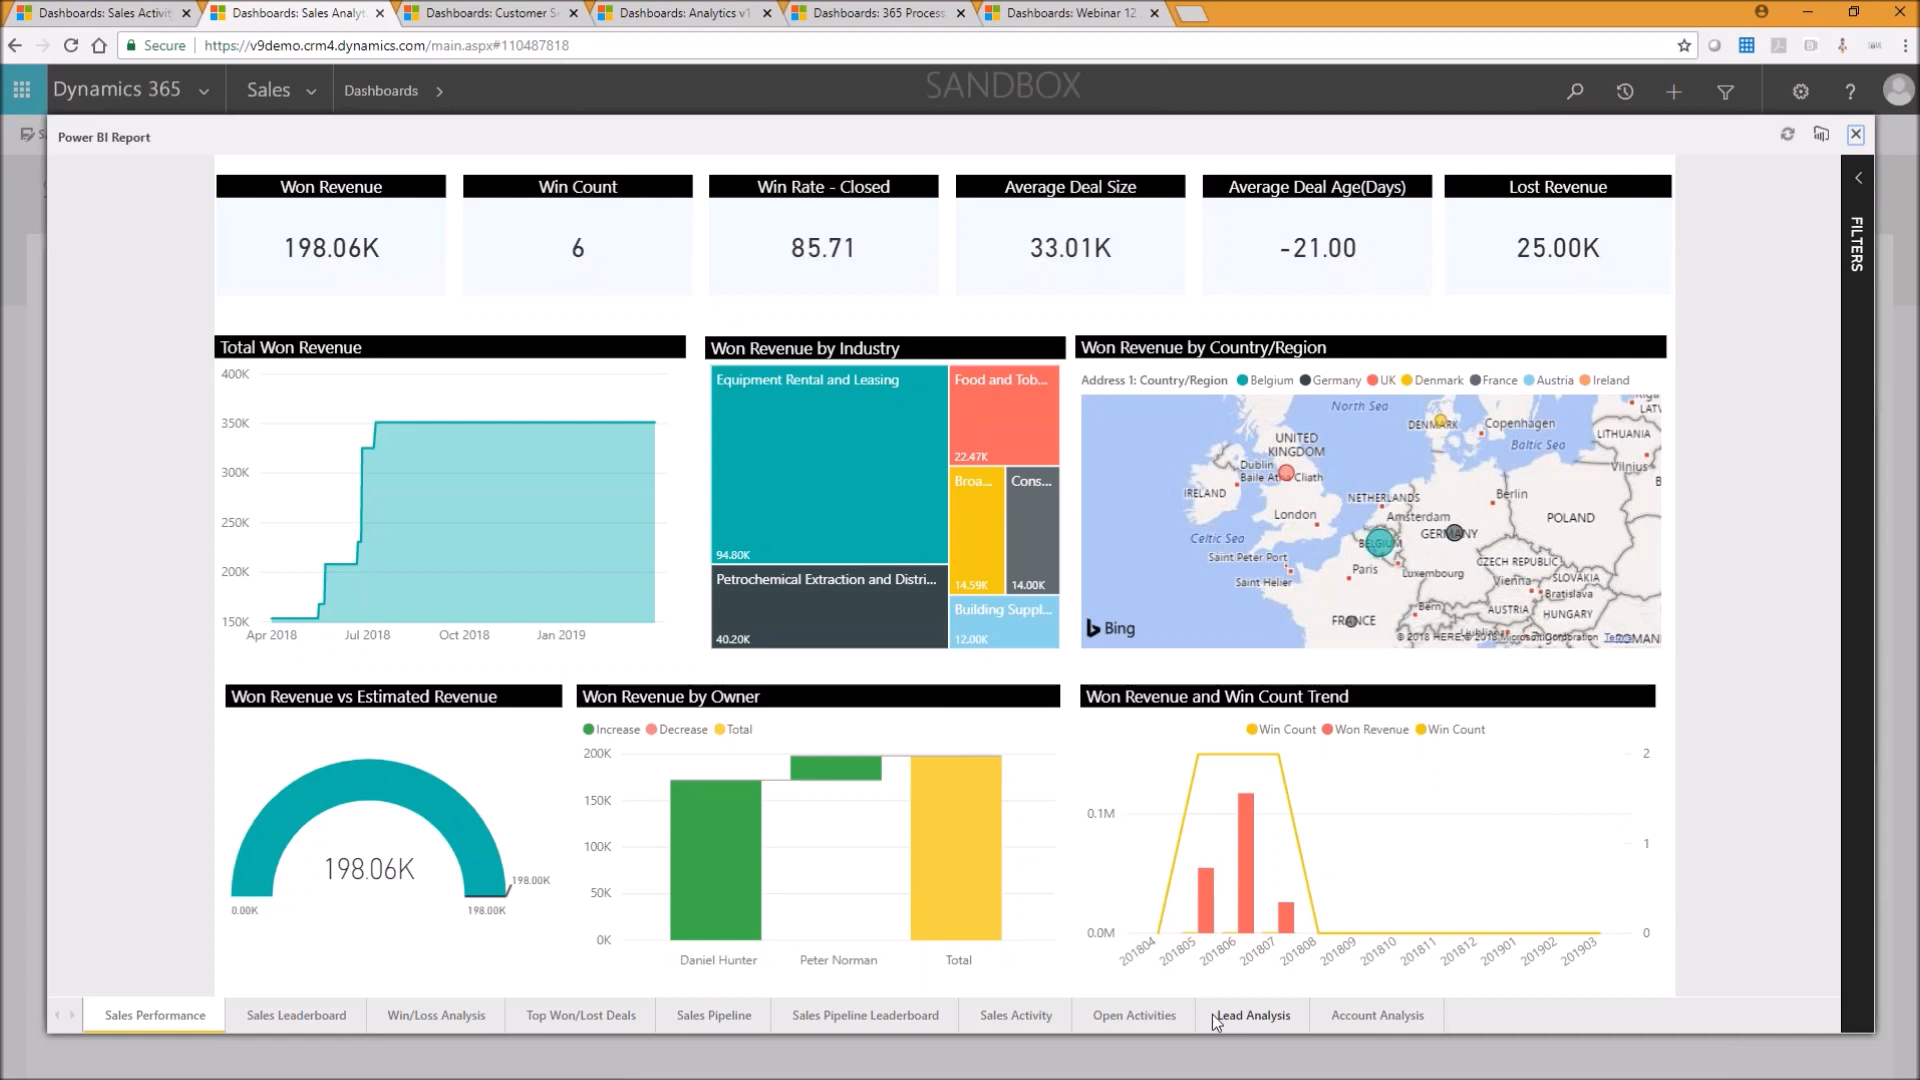 Dashboards: Sales Activit
Dashboards: Sales Analyt
Dashboards: Customer Se
Dashboards: Analytics v1
Dashboards: 365 Process
Dashboards: Webinar 12
Secure
https://v9demo.crm4.dynamics.com/main.aspx#110487818
Dynamics 365
Sales
Dashboards
SANDBOX
?
Power BI Report
FILTERS
Won Revenue
Win Count
Win Rate - Closed
Average Deal Size
Average Deal Age(Days)
Lost Revenue
198.06K
6
85.71
33.01K
-21.00
25.00K
Total Won Revenue
400K
350K
300K
250K
200K
150K
Apr 2018
Jul 2018
Oct 2018
Jan 2019
Won Revenue by Industry
Equipment Rental and Leasing
94.80K
Food and Tob...
22.47K
Broa...
14.59K
Cons...
14.00K
Petrochemical Extraction and Distri...
40.20K
Building Suppl...
12.00K
Won Revenue by Country/Region
Address 1: Country/Region Belgium Germany UK Denmark France Austria Ireland
North Sea
DENMARK
Copenhagen
Baltic Sea
LITHUANIA
Vilnius
UNITED KINGDOM
Dublin
Baile Átha Cliath
IRELAND
London
NETHERLANDS
Amsterdam
Berlin
POLAND
Celtic Sea
BELGIUM
GERMANY
Saint Peter Port
Saint Helier
Paris
Luxembourg
CZECH REPUBLIC
Vienna
SLOVAKIA
Bratislava
Bern
AUSTRIA
HUNGARY
FRANCE
Bing
© 2018 HERE, © 2018 Microsoft Corporation
Won Revenue vs Estimated Revenue
198.06K
198.00K
0.00K
198.00K
Won Revenue by Owner
Increase Decrease Total
200K
150K
100K
50K
0K
Daniel Hunter
Peter Norman
Total
Won Revenue and Win Count Trend
Win Count Won Revenue Win Count
0.1M
0.0M
2
1
0
201804
201805
201806
201807
201808
201809
201810
201811
201812
201901
201902
201903
Sales Performance
Sales Leaderboard
Win/Loss Analysis
Top Won/Lost Deals
Sales Pipeline
Sales Pipeline Leaderboard
Sales Activity
Open Activities
Lead Analysis
Account Analysis